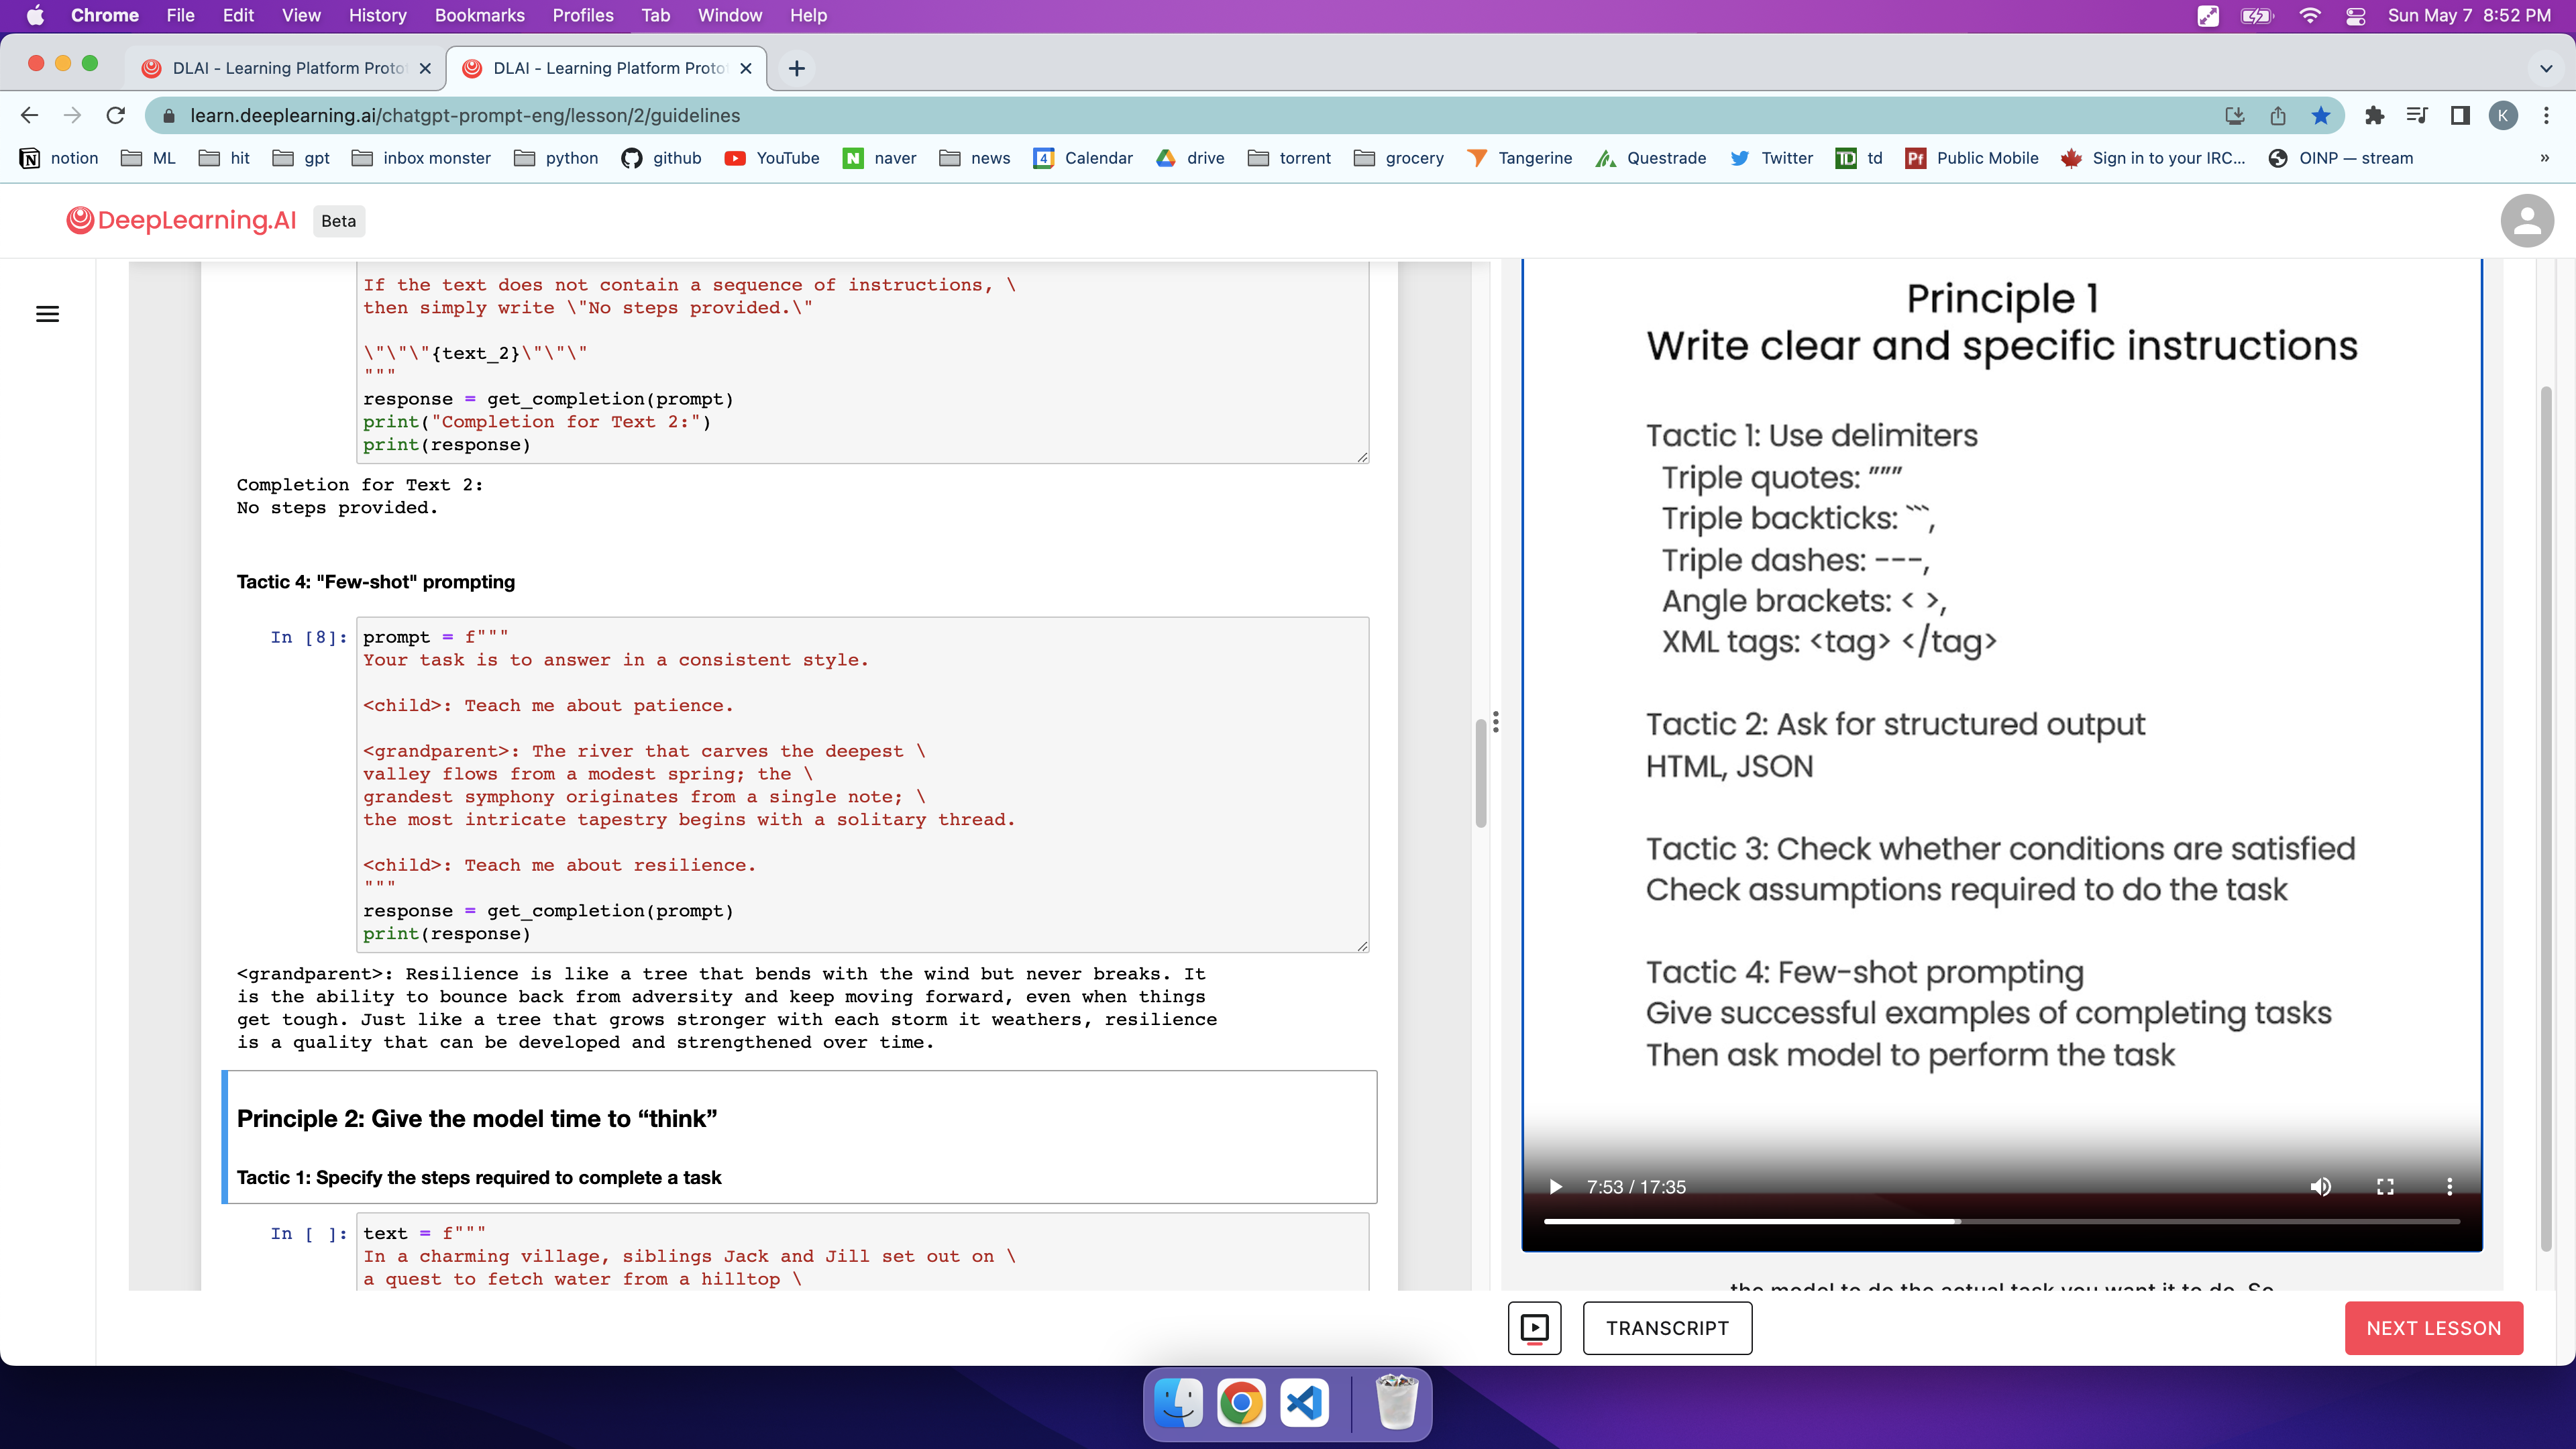 Chrome File Edit View History Bookmarks Profiles Tab Window Help Sun May 7 8:52 PM
DLAI - Learning Platform Proto DLAI - Learning Platform Proto
learn.deeplearning.ai/chatgpt-prompt-eng/lesson/2/guidelines K
notion ML hit gpt inbox monster python github YouTube N naver news 4 Calendar drive torrent grocery Tangerine Questrade Twitter TD td Public Mobile Sign in to your IRC... OINP — stream »
DeepLearning.AI Beta
If the text does not contain a sequence of instructions, \
then simply write \"No steps provided.\"
\"\"\"{text_2}\"\"\"
"""
response = get_completion(prompt)
print("Completion for Text 2:")
print(response)
Completion for Text 2:
No steps provided.
Tactic 4: "Few-shot" prompting
In [8]: prompt = f"""
Your task is to answer in a consistent style.
<child>: Teach me about patience.
<grandparent>: The river that carves the deepest \
valley flows from a modest spring; the \
grandest symphony originates from a single note; \
the most intricate tapestry begins with a solitary thread.
<child>: Teach me about resilience.
"""
response = get_completion(prompt)
print(response)
<grandparent>: Resilience is like a tree that bends with the wind but never breaks. It
is the ability to bounce back from adversity and keep moving forward, even when things
get tough. Just like a tree that grows stronger with each storm it weathers, resilience
is a quality that can be developed and strengthened over time.
Principle 2: Give the model time to “think”
Tactic 1: Specify the steps required to complete a task
In [ ]: text = f"""
In a charming village, siblings Jack and Jill set out on \
a quest to fetch water from a hilltop \
Principle 1
Write clear and specific instructions
Tactic 1: Use delimiters
Triple quotes: """
Triple backticks: ```,
Triple dashes: ---,
Angle brackets: < >,
XML tags: <tag> </tag>
Tactic 2: Ask for structured output
HTML, JSON
Tactic 3: Check whether conditions are satisfied
Check assumptions required to do the task
Tactic 4: Few-shot prompting
Give successful examples of completing tasks
Then ask model to perform the task
7:53 / 17:35
the model to do the actual task you want it to do. So
TRANSCRIPT NEXT LESSON